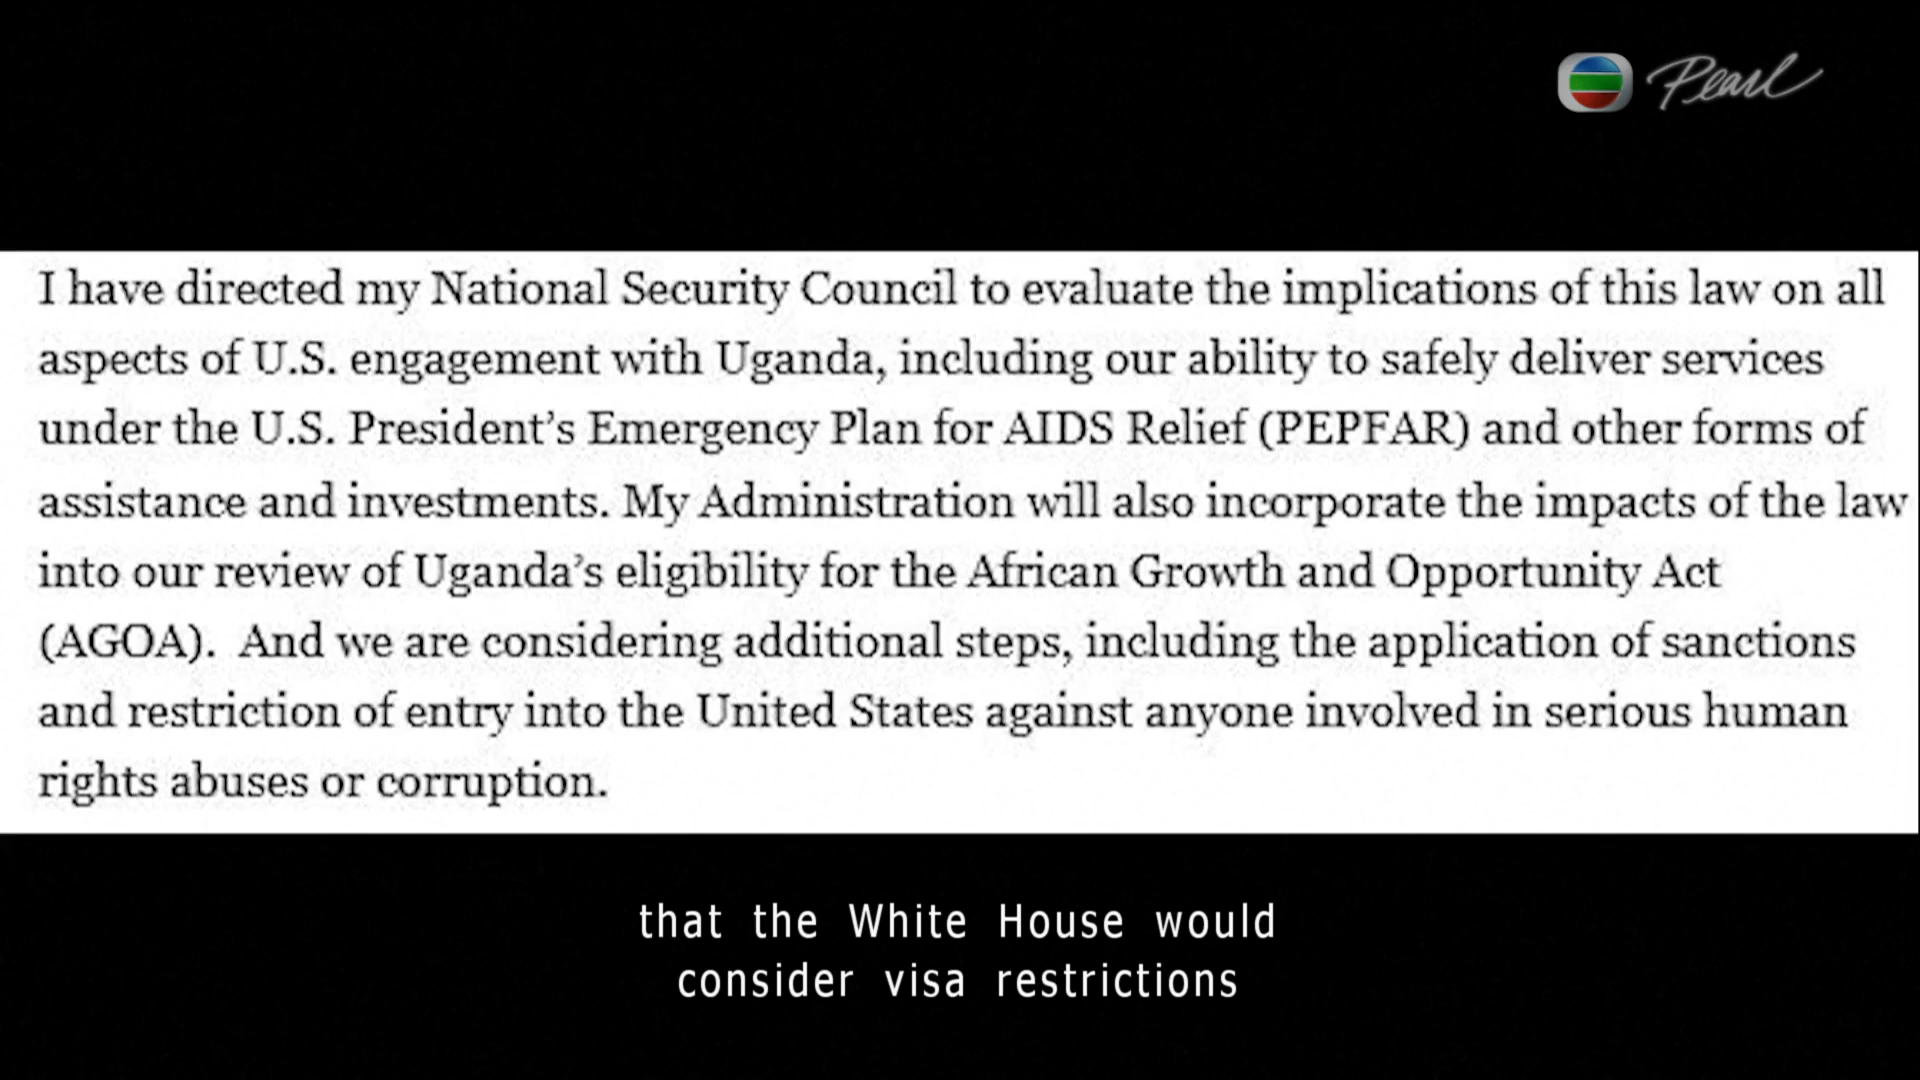 Pearl
I have directed my National Security Council to evaluate the implications of this law on all
aspects of U.S. engagement with Uganda, including our ability to safely deliver services
under the U.S. President’s Emergency Plan for AIDS Relief (PEPFAR) and other forms of
assistance and investments. My Administration will also incorporate the impacts of the law
into our review of Uganda’s eligibility for the African Growth and Opportunity Act
(AGOA).  And we are considering additional steps, including the application of sanctions
and restriction of entry into the United States against anyone involved in serious human
rights abuses or corruption.
that the White House would
consider visa restrictions